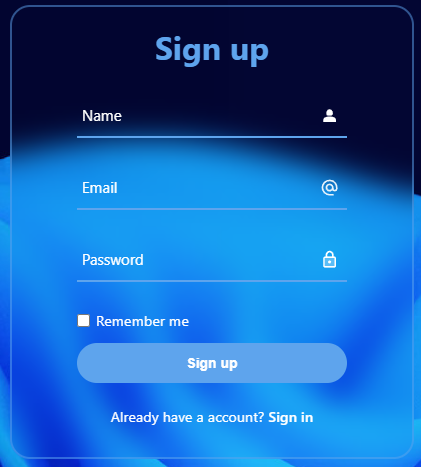 Sign up
Name
Email
Password
Remember me
Sign up
Already have a account? Sign in